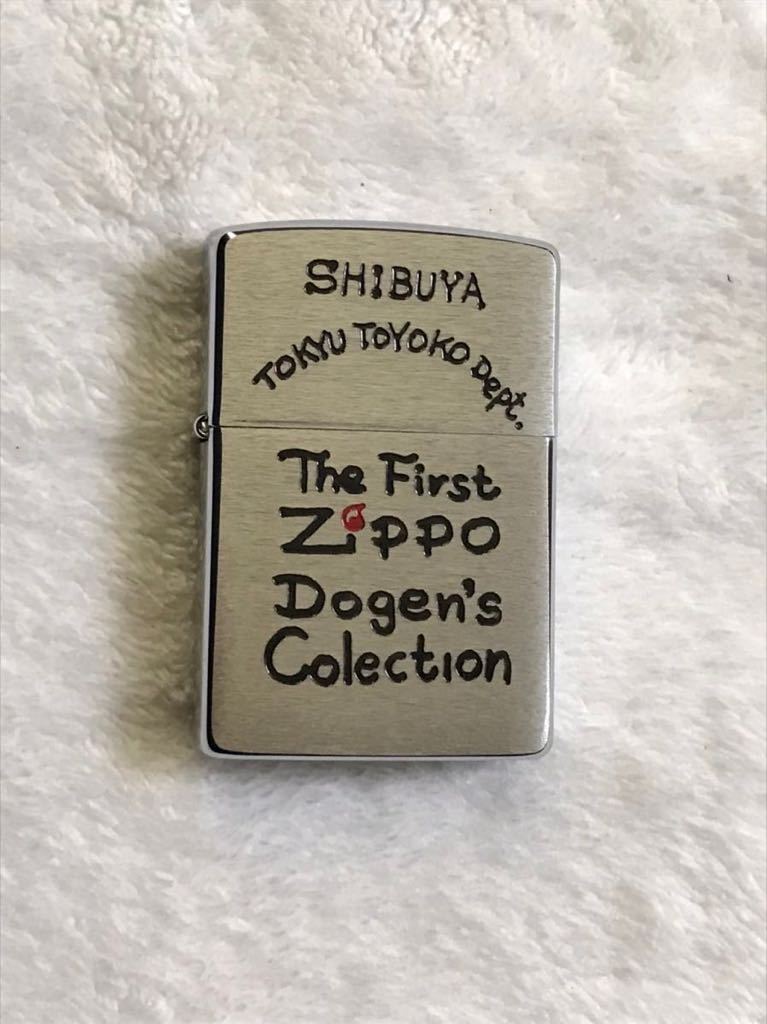 SHIBUYA
TOKYU TOYOKO Dept.
The First
Zippo
Dogen's
Colection